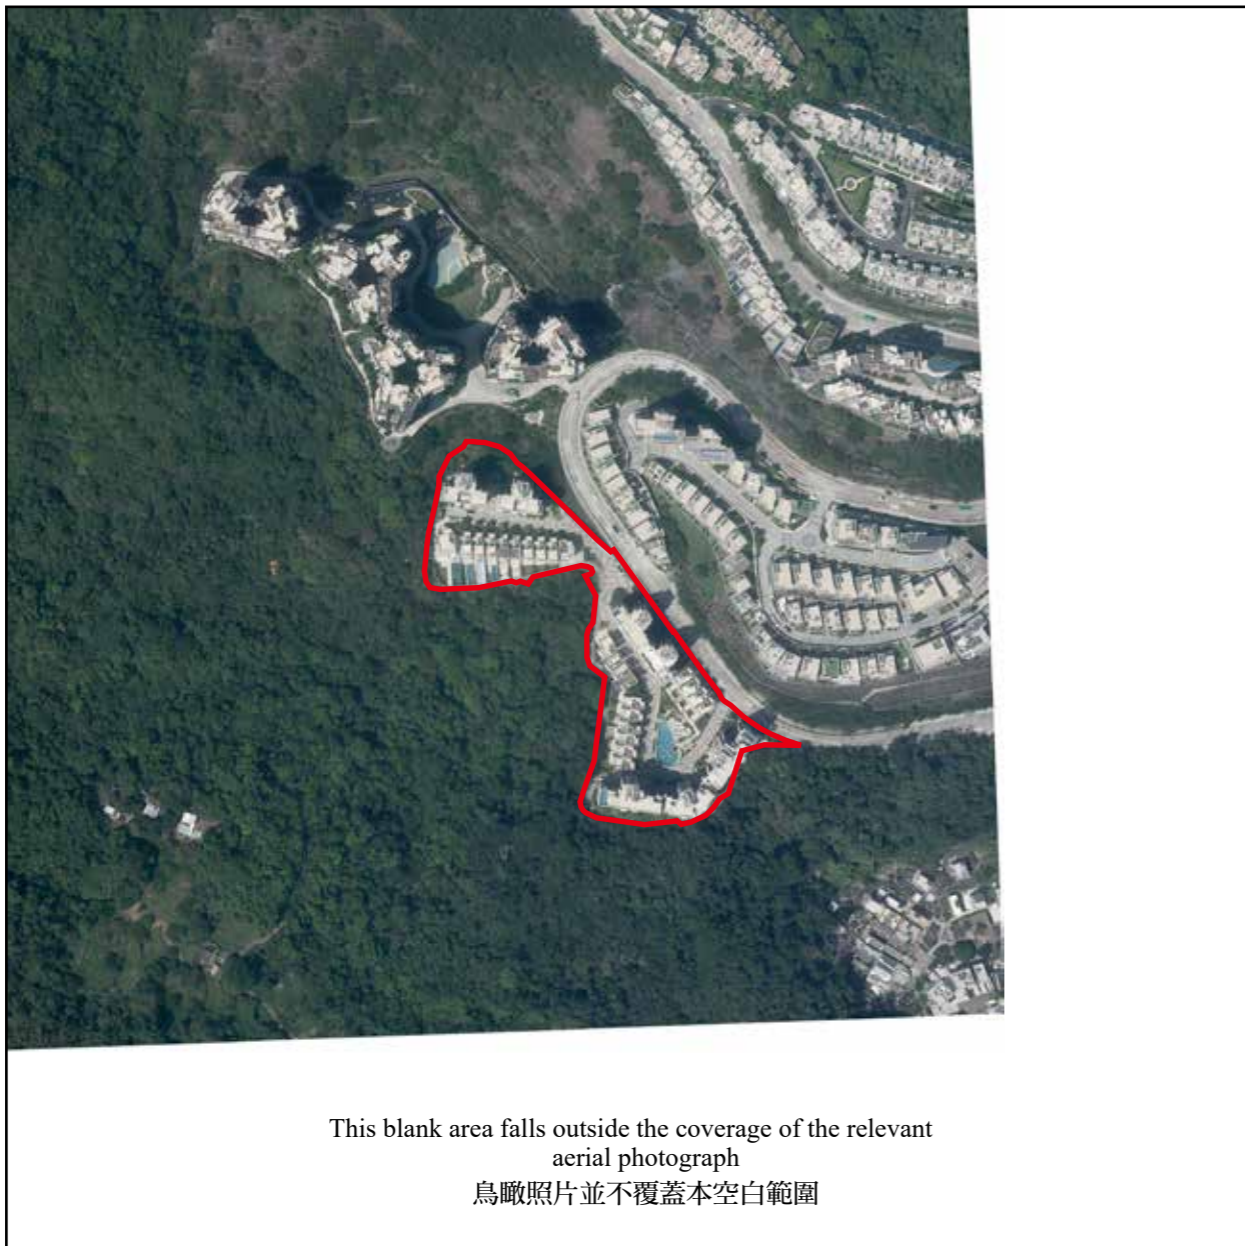 This blank area falls outside the coverage of the relevant
aerial photograph
鳥瞰照片並不覆蓋本空白範圍